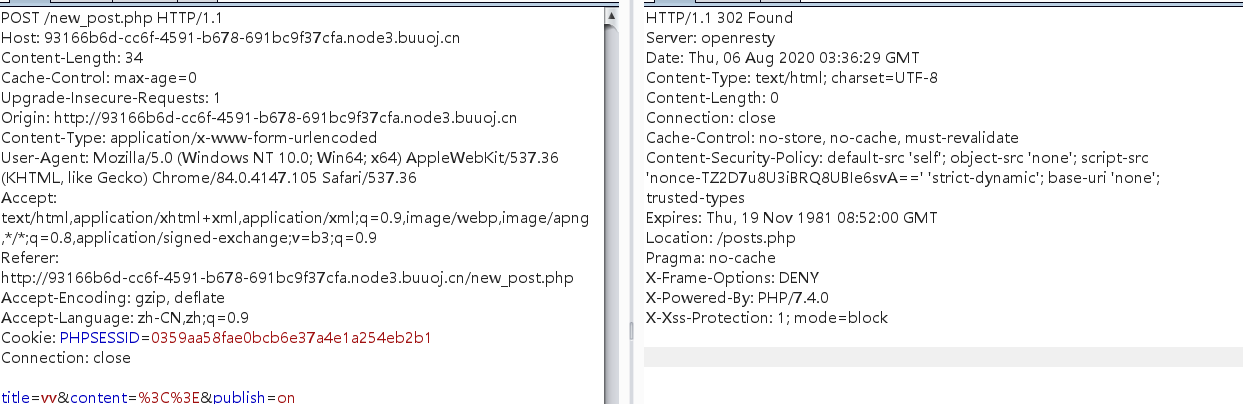 POST /new_post.php HTTP/1.1
Host: 93166b6d-cc6f-4591-b678-691bc9f37cfa.node3.buuoj.cn
Content-Length: 34
Cache-Control: max-age=0
Upgrade-Insecure-Requests: 1
Origin: http://93166b6d-cc6f-4591-b678-691bc9f37cfa.node3.buuoj.cn
Content-Type: application/x-www-form-urlencoded
User-Agent: Mozilla/5.0 (Windows NT 10.0; Win64; x64) AppleWebKit/537.36
(KHTML, like Gecko) Chrome/84.0.4147.105 Safari/537.36
Accept:
text/html,application/xhtml+xml,application/xml;q=0.9,image/webp,image/apng
,*/*;q=0.8,application/signed-exchange;v=b3;q=0.9
Referer:
http://93166b6d-cc6f-4591-b678-691bc9f37cfa.node3.buuoj.cn/new_post.php
Accept-Encoding: gzip, deflate
Accept-Language: zh-CN,zh;q=0.9
Cookie: PHPSESSID=0359aa58fae0bcb6e37a4e1a254eb2b1
Connection: close
title=vv&content=%3C%3E&publish=on
HTTP/1.1 302 Found
Server: openresty
Date: Thu, 06 Aug 2020 03:36:29 GMT
Content-Type: text/html; charset=UTF-8
Content-Length: 0
Connection: close
Cache-Control: no-store, no-cache, must-revalidate
Content-Security-Policy: default-src 'self'; object-src 'none'; script-src
'nonce-TZ2D7u8U3iBRQ8UBIe6svA==' 'strict-dynamic'; base-uri 'none';
trusted-types
Expires: Thu, 19 Nov 1981 08:52:00 GMT
Location: /posts.php
Pragma: no-cache
X-Frame-Options: DENY
X-Powered-By: PHP/7.4.0
X-Xss-Protection: 1; mode=block